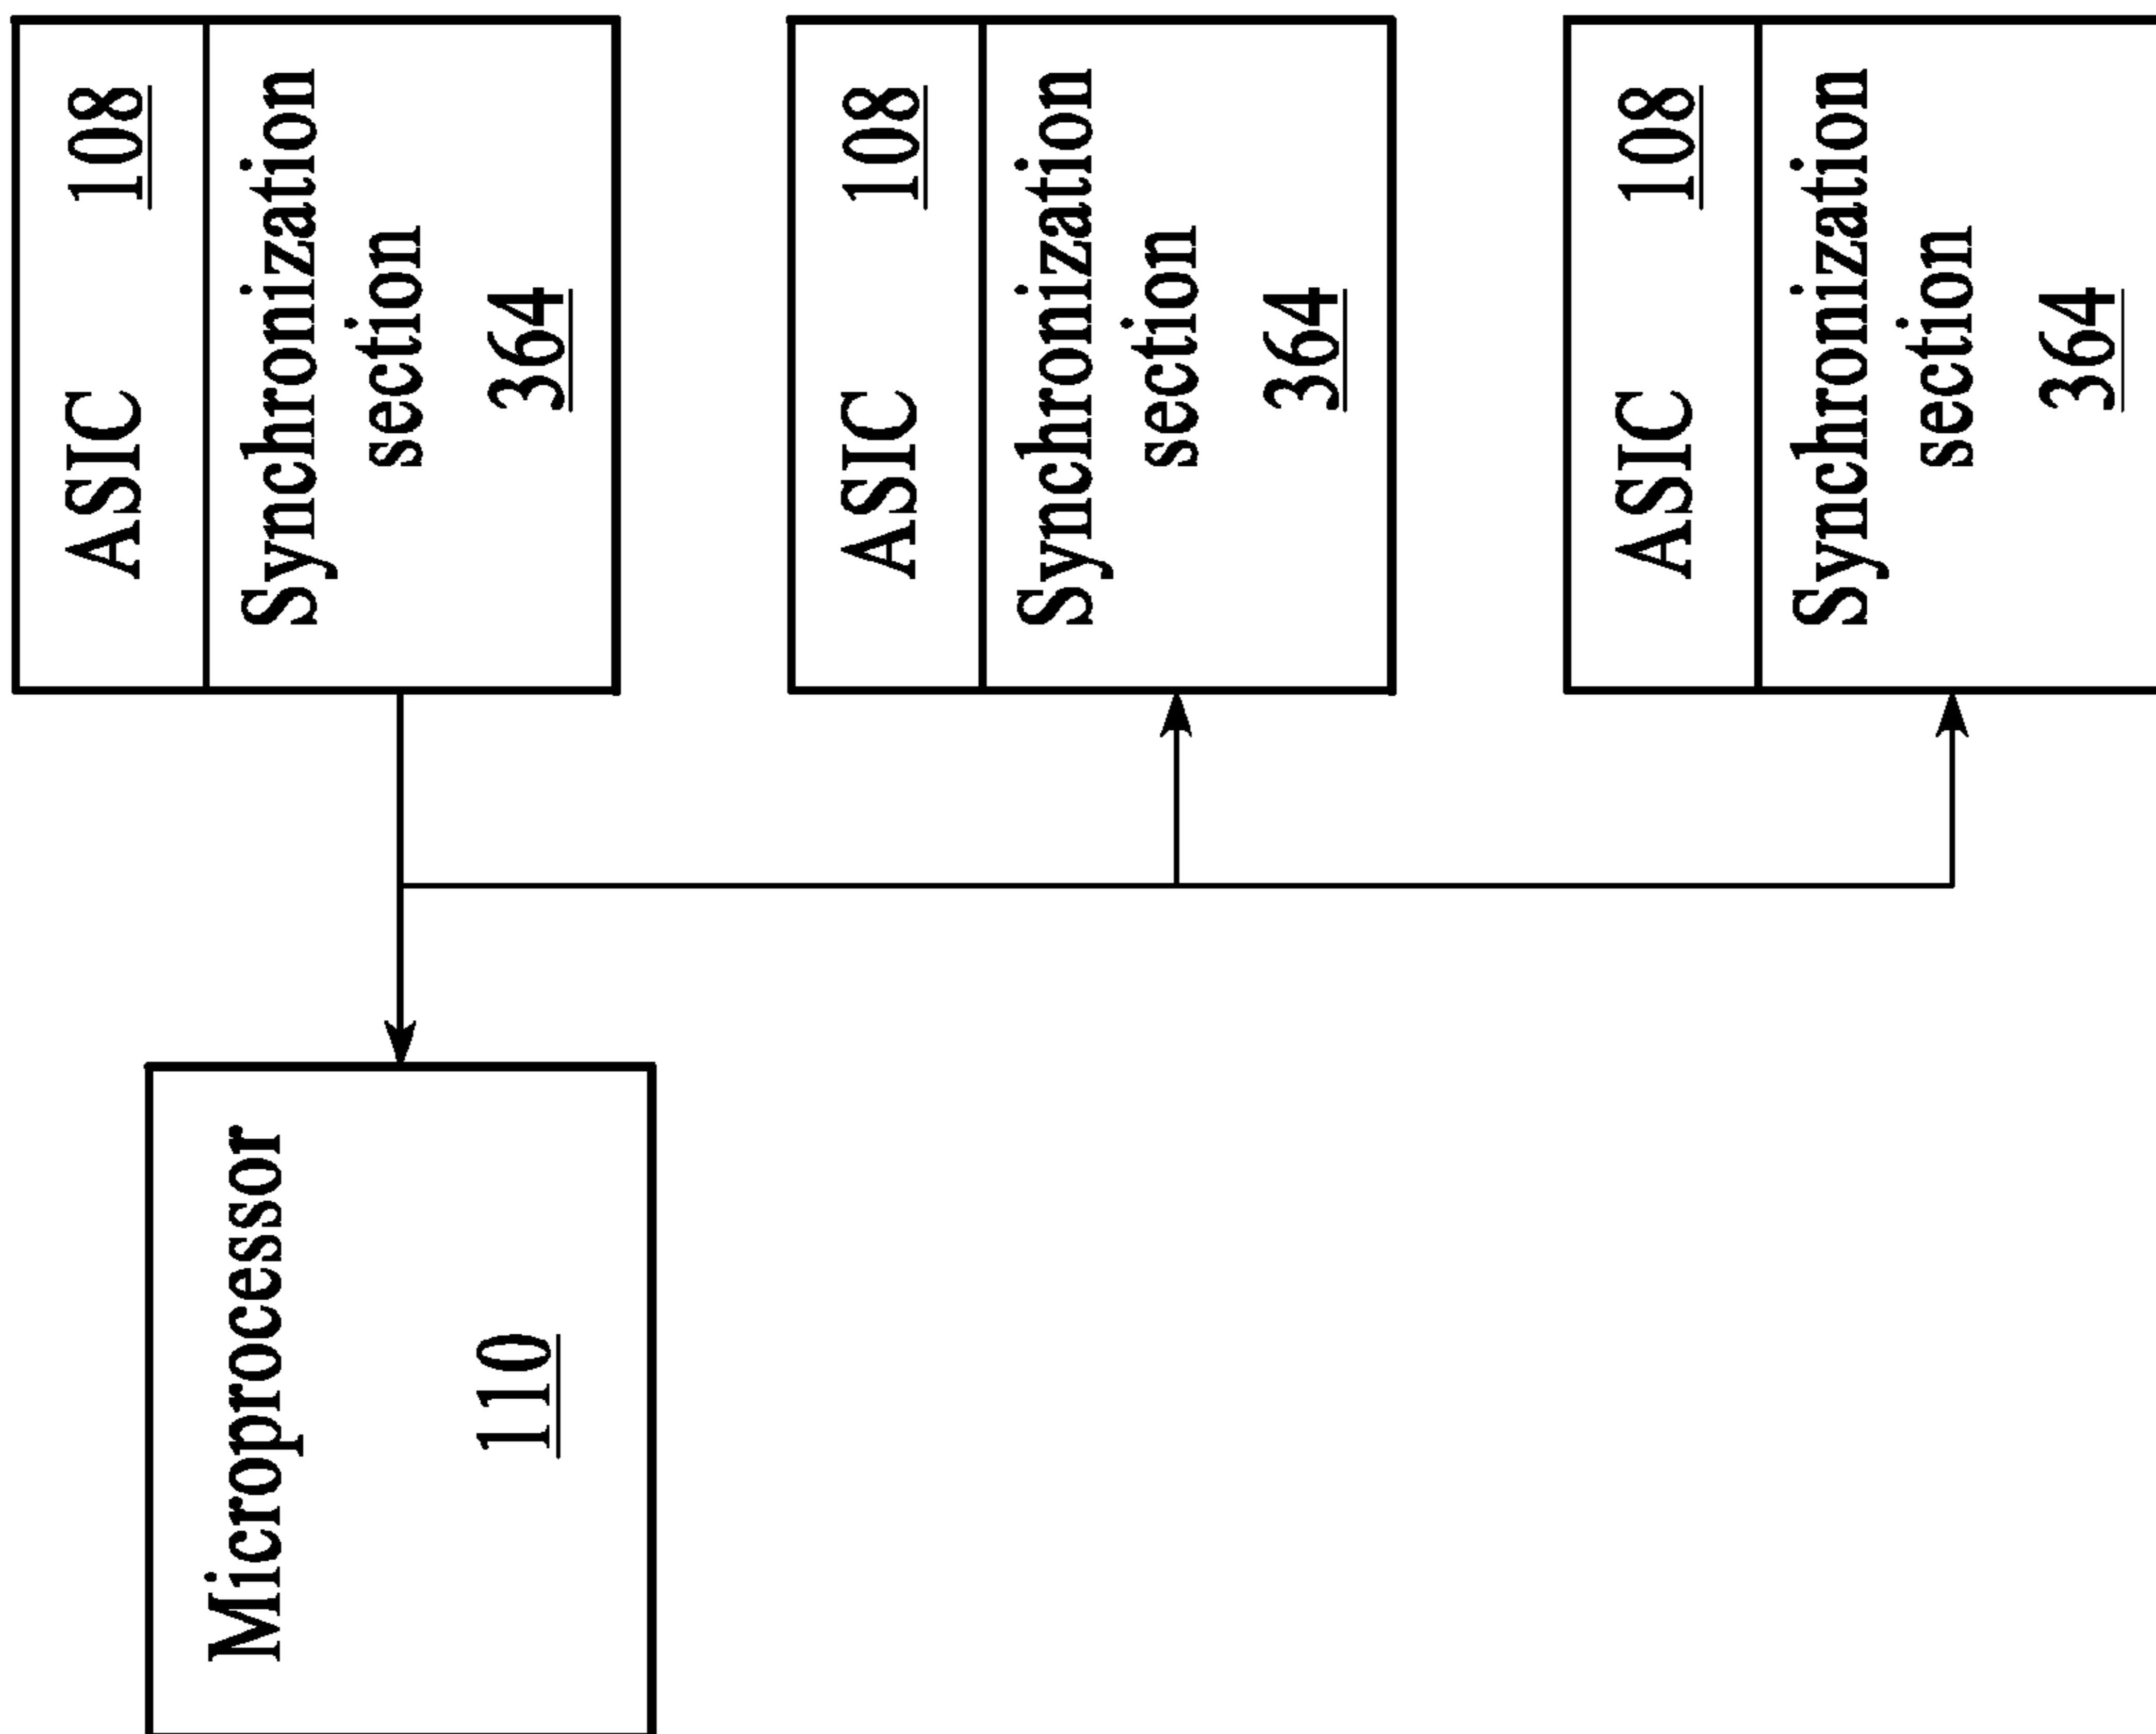 Microprocessor
110
ASIC 108
Synchronization
section
364
ASIC 108
Synchronization
section
364
ASIC 108
Synchronization
section
364